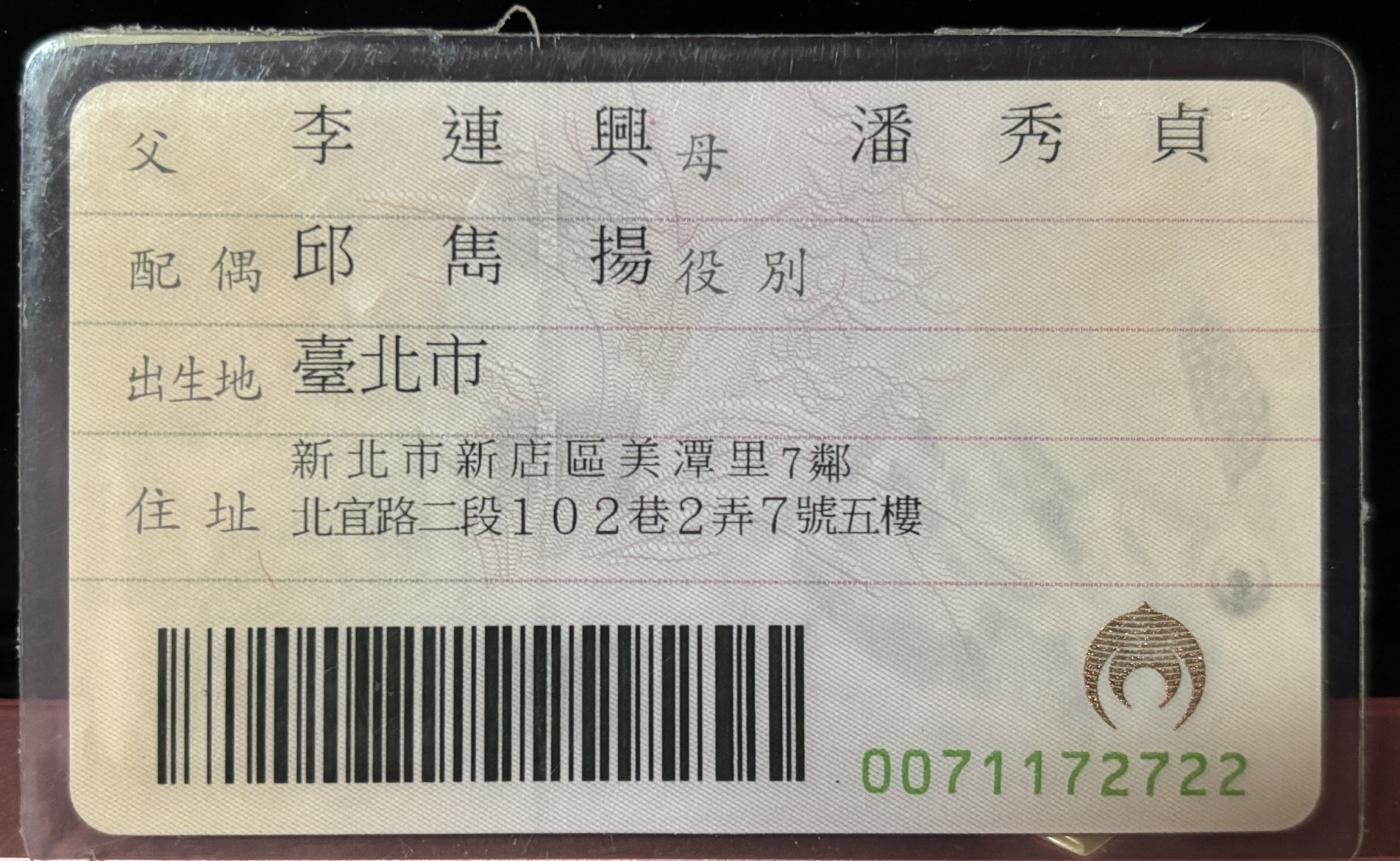 父 李連興 母 潘秀貞
配偶 邱雋揚 役別
出生地 臺北市
新北市新店區美潭里7鄰
住址 北宜路二段102巷2弄7號五樓
0071172722